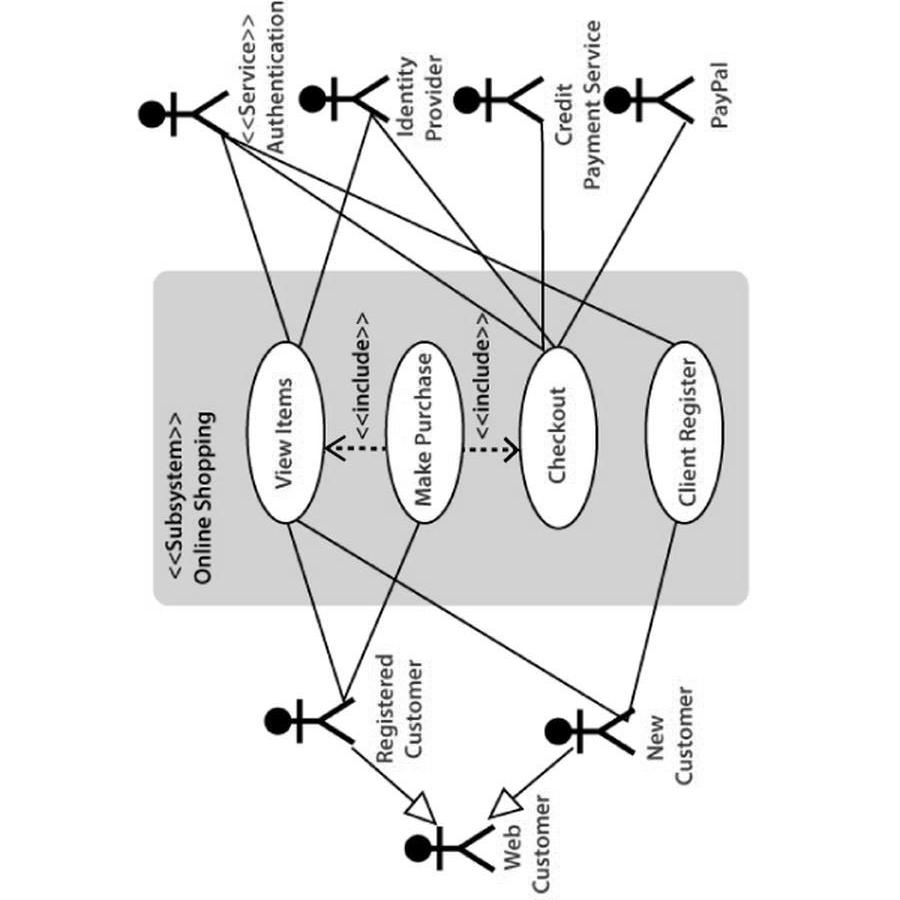 <<Subsystem>>
Online Shopping
<<Service>>
Authentication
Identity
Provider
Credit
Payment Service
PayPal
View Items
<<include>>
Make Purchase
<<include>>
Checkout
Client Register
Registered
Customer
New
Customer
Web
Customer